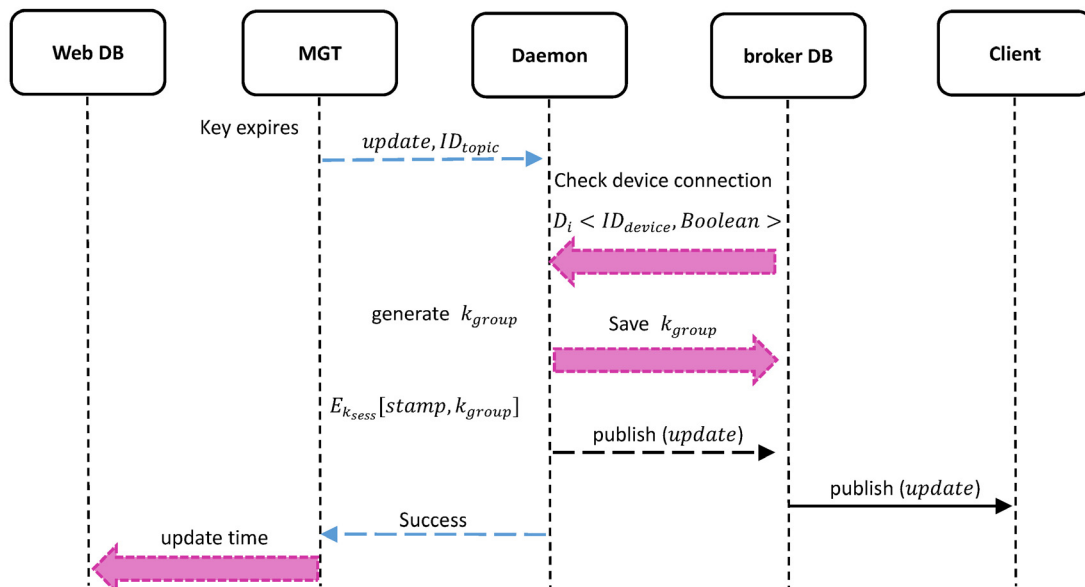 Web DB
MGT
Daemon
broker DB
Client
Key expires
update, ID_topic
Check device connection
D_i < ID_device, Boolean >
generate k_group
Save k_group
E_k_sess[stamp, k_group]
publish (update)
publish (update)
Success
update time